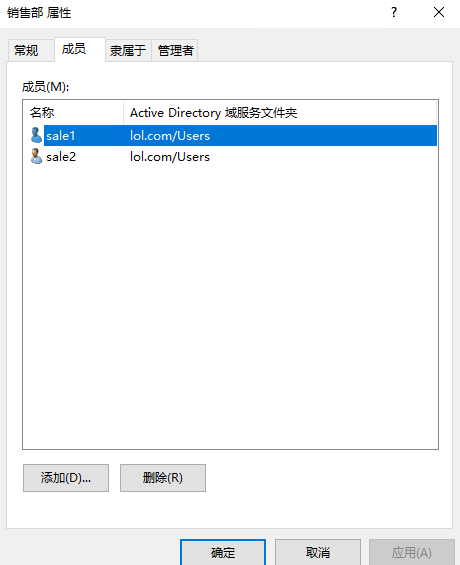 销售部 属性
? ×
常规 成员 隶属于 管理者
成员(M):
名称 Active Directory 域服务文件夹
sale1 lol.com/Users
sale2 lol.com/Users
添加(D)... 删除(R)
确定 取消 应用(A)